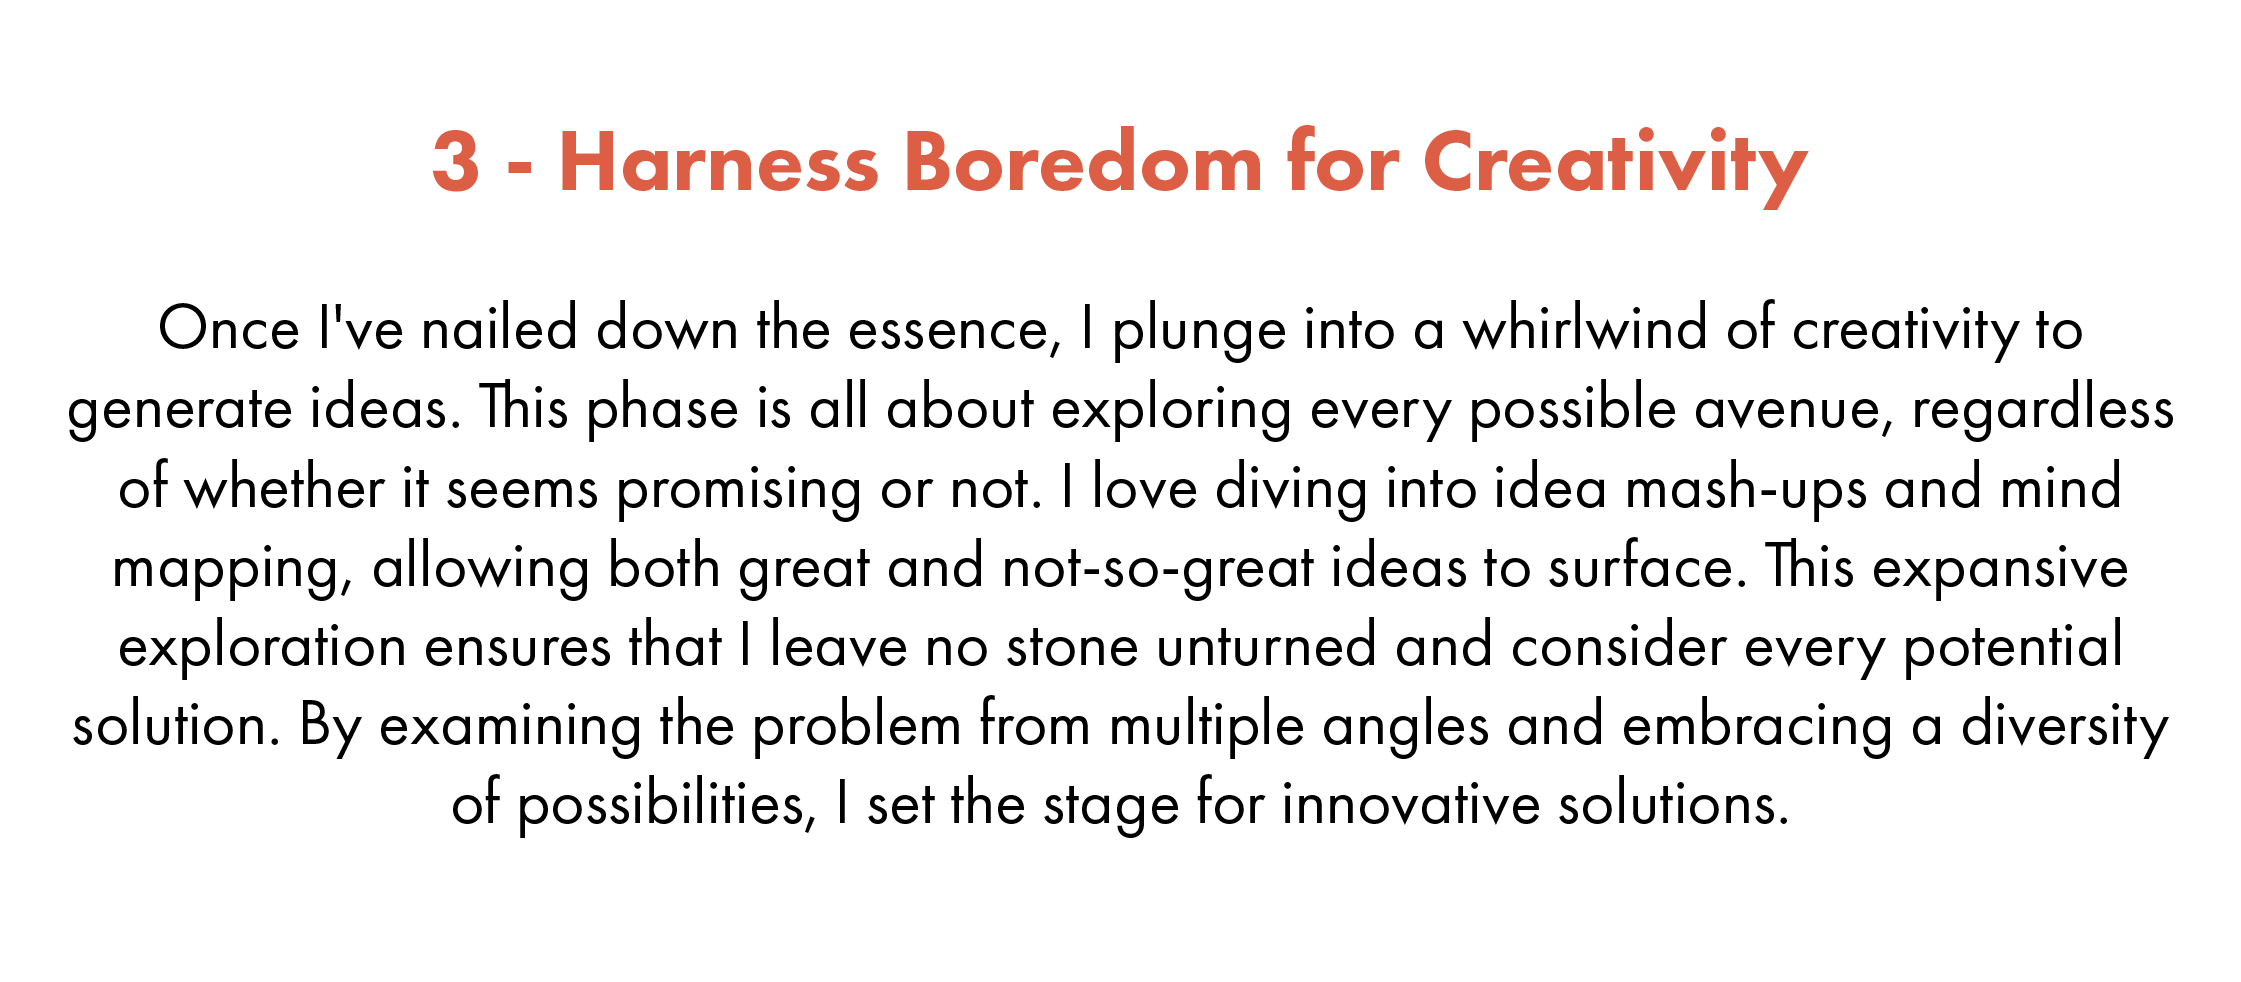 3 - Harness Boredom for Creativity
Once I've nailed down the essence, I plunge into a whirlwind of creativity to
generate ideas. This phase is all about exploring every possible avenue, regardless
of whether it seems promising or not. I love diving into idea mash-ups and mind
mapping, allowing both great and not-so-great ideas to surface. This expansive
exploration ensures that I leave no stone unturned and consider every potential
solution. By examining the problem from multiple angles and embracing a diversity
of possibilities, I set the stage for innovative solutions.